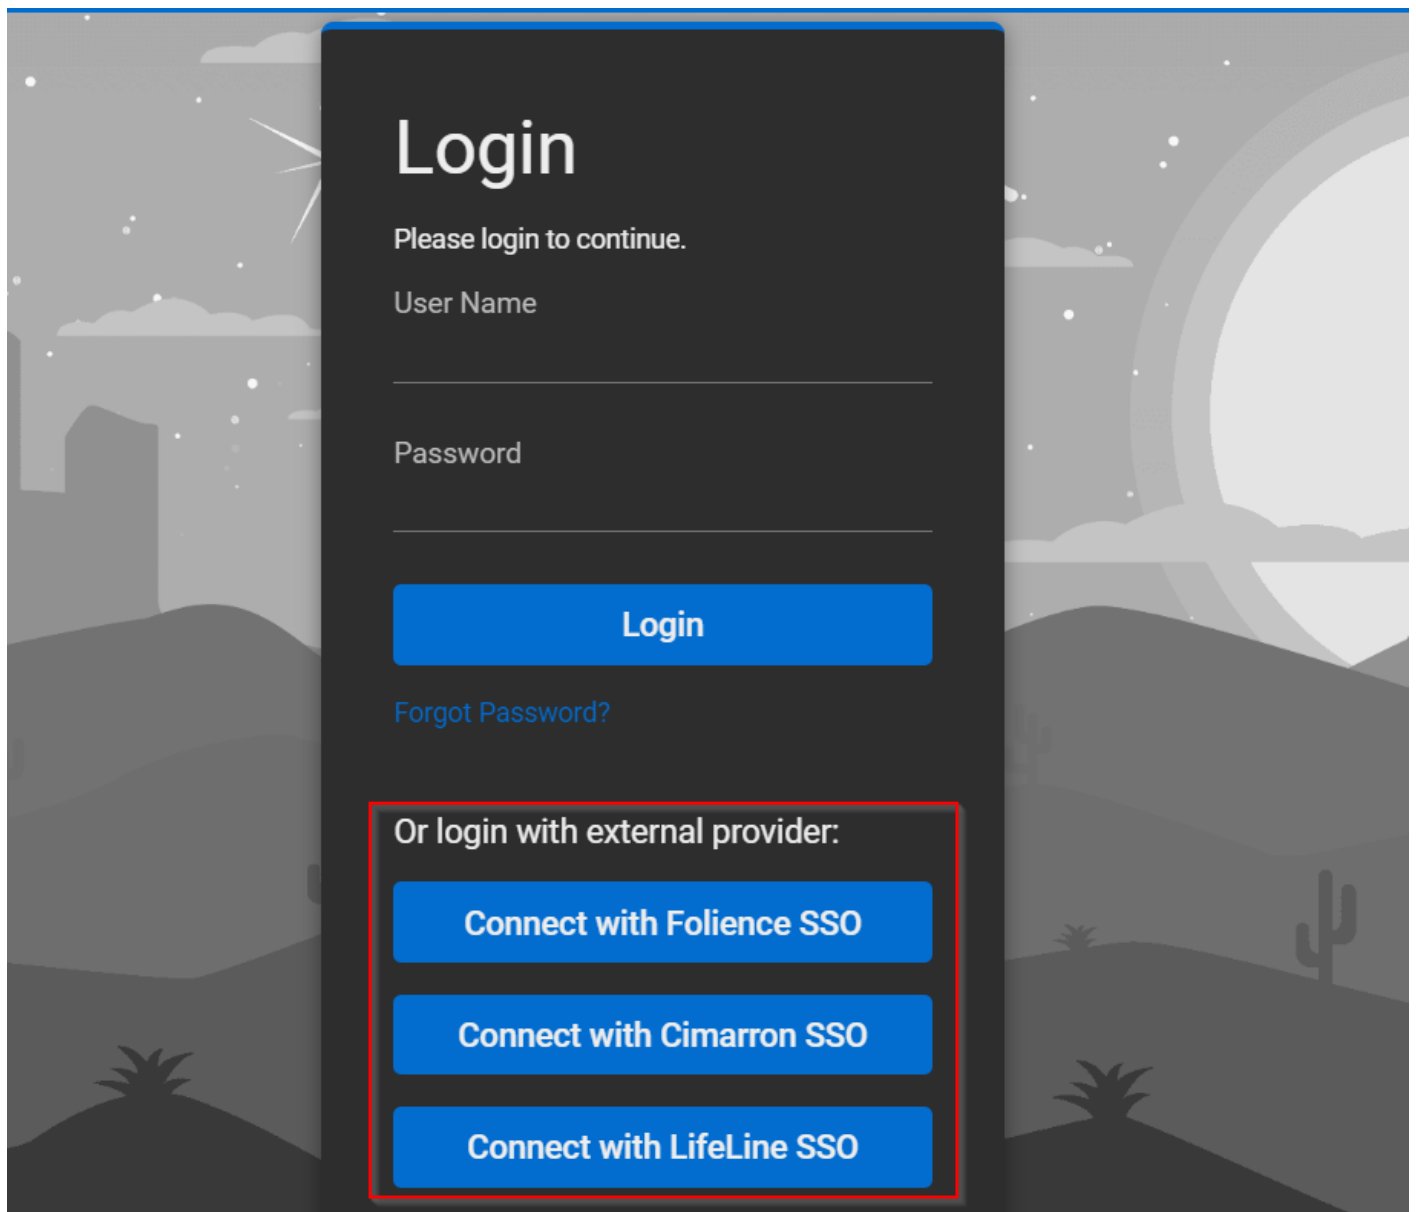 Login
Please login to continue.
User Name
Password
Login
Forgot Password?
Or login with external provider:
Connect with Folience SSO
Connect with Cimarron SSO
Connect with LifeLine SSO